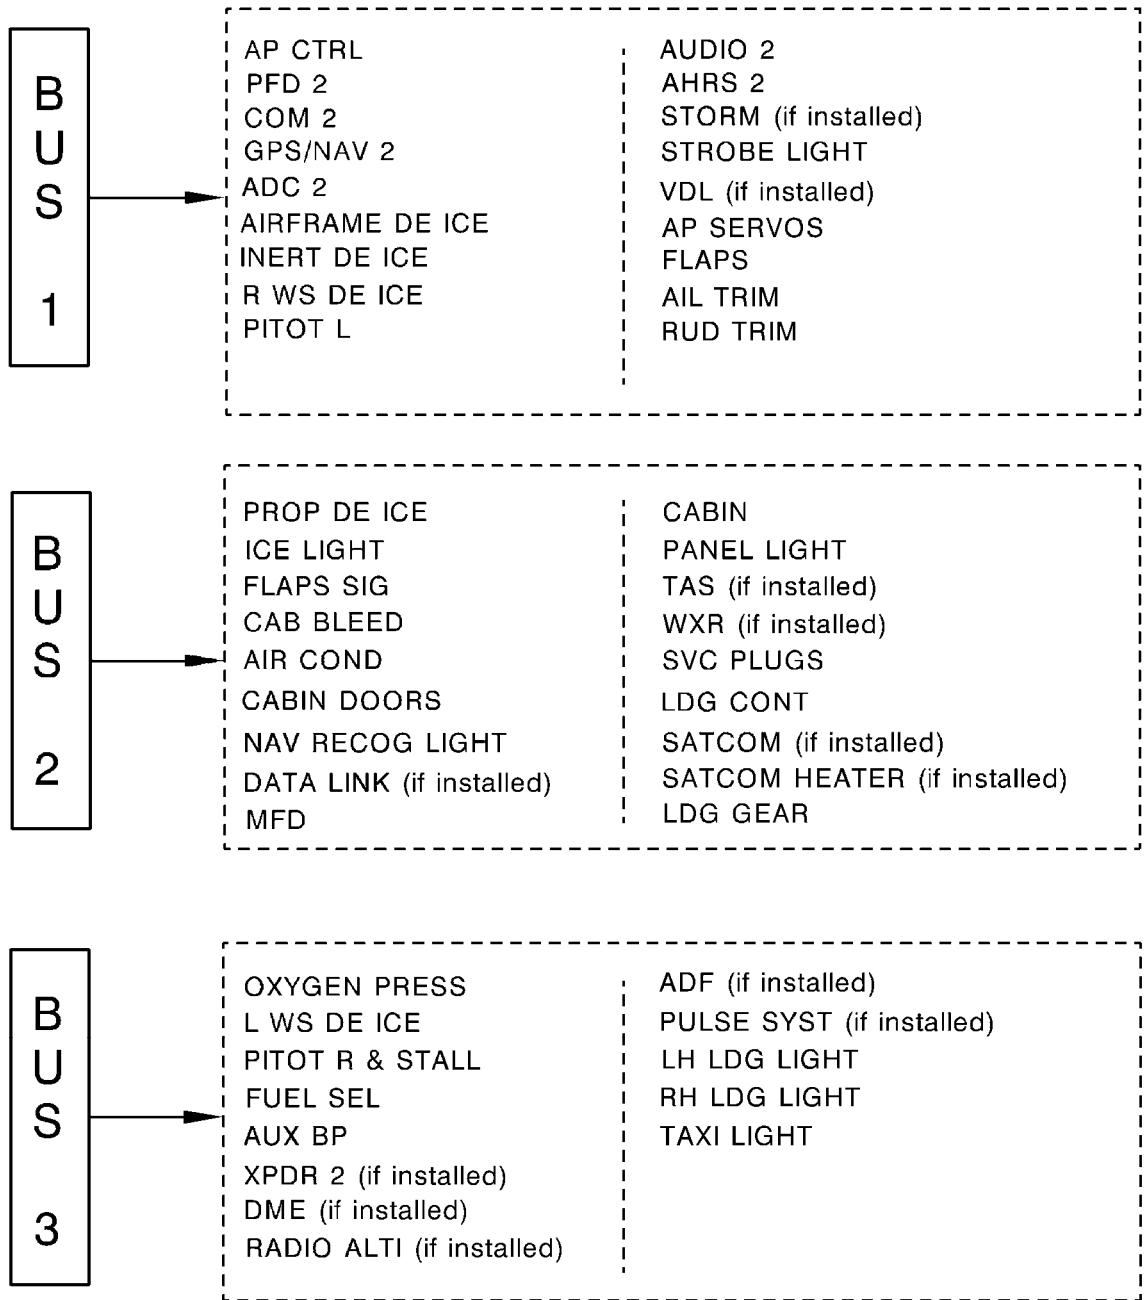 BUS 1
AP CTRL
PFD 2
COM 2
GPS/NAV 2
ADC 2
AIRFRAME DE ICE
INERT DE ICE
R WS DE ICE
PITOT L
AUDIO 2
AHRS 2
STORM (if installed)
STROBE LIGHT
VDL (if installed)
AP SERVOS
FLAPS
AIL TRIM
RUD TRIM
BUS 2
PROP DE ICE
ICE LIGHT
FLAPS SIG
CAB BLEED
AIR COND
CABIN DOORS
NAV RECOG LIGHT
DATA LINK (if installed)
MFD
CABIN
PANEL LIGHT
TAS (if installed)
WXR (if installed)
SVC PLUGS
LDG CONT
SATCOM (if installed)
SATCOM HEATER (if installed)
LDG GEAR
BUS 3
OXYGEN PRESS
L WS DE ICE
PITOT R & STALL
FUEL SEL
AUX BP
XPDR 2 (if installed)
DME (if installed)
RADIO ALTI (if installed)
ADF (if installed)
PULSE SYST (if installed)
LH LDG LIGHT
RH LDG LIGHT
TAXI LIGHT